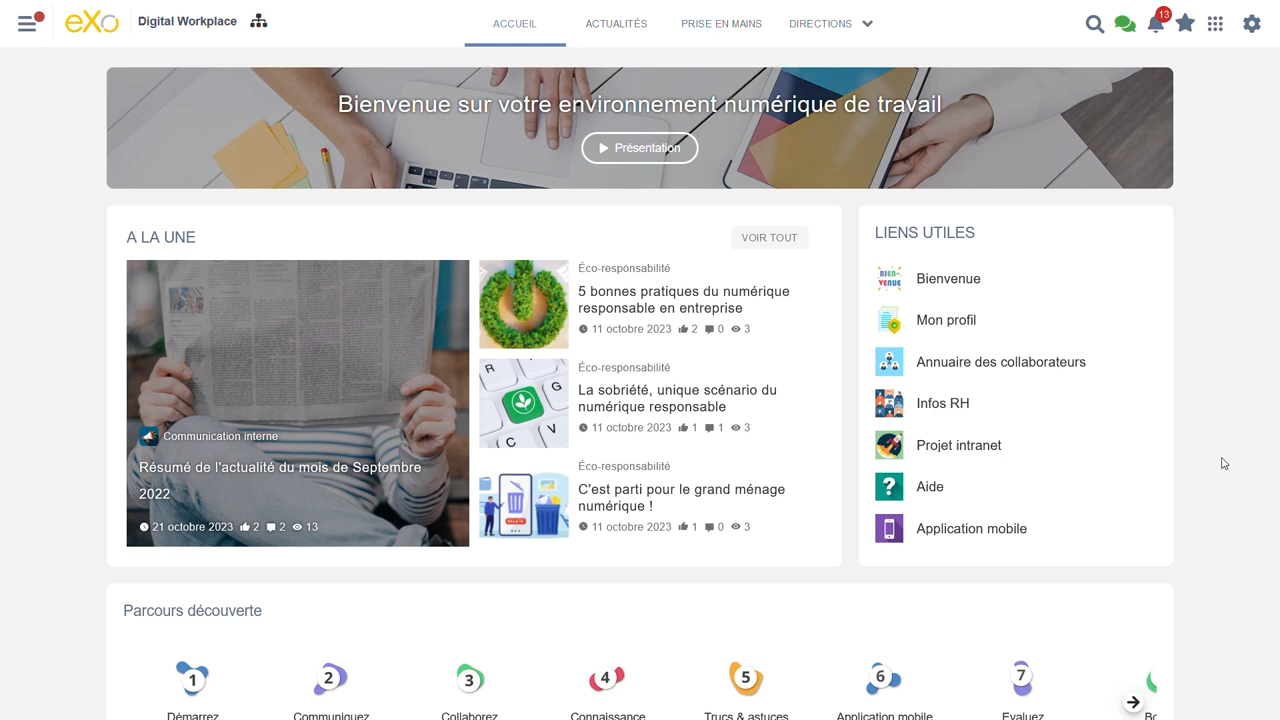 eXo
Digital Workplace
ACCUEIL
ACTUALITÉS
PRISE EN MAINS
DIRECTIONS
13
Bienvenue sur votre environnement numérique de travail
Présentation
A LA UNE
VOIR TOUT
Communication interne
Résumé de l'actualité du mois de Septembre
2022
21 octobre 2023 2 2 13
Éco-responsabilité
5 bonnes pratiques du numérique
responsable en entreprise
11 octobre 2023 2 0 3
R
G
C
V
Éco-responsabilité
La sobriété, unique scénario du
numérique responsable
11 octobre 2023 1 1 3
DELETE
Éco-responsabilité
C'est parti pour le grand ménage
numérique !
11 octobre 2023 1 0 3
LIENS UTILES
BIEN-
VENUE
Bienvenue
Mon profil
Annuaire des collaborateurs
Infos RH
Projet intranet
?
Aide
Application mobile
Parcours découverte
1
2
3
4
5
6
7
Démarrez
Communiquez
Collaborez
Connaissance
Trucs & astuces
Application mobile
Evaluez